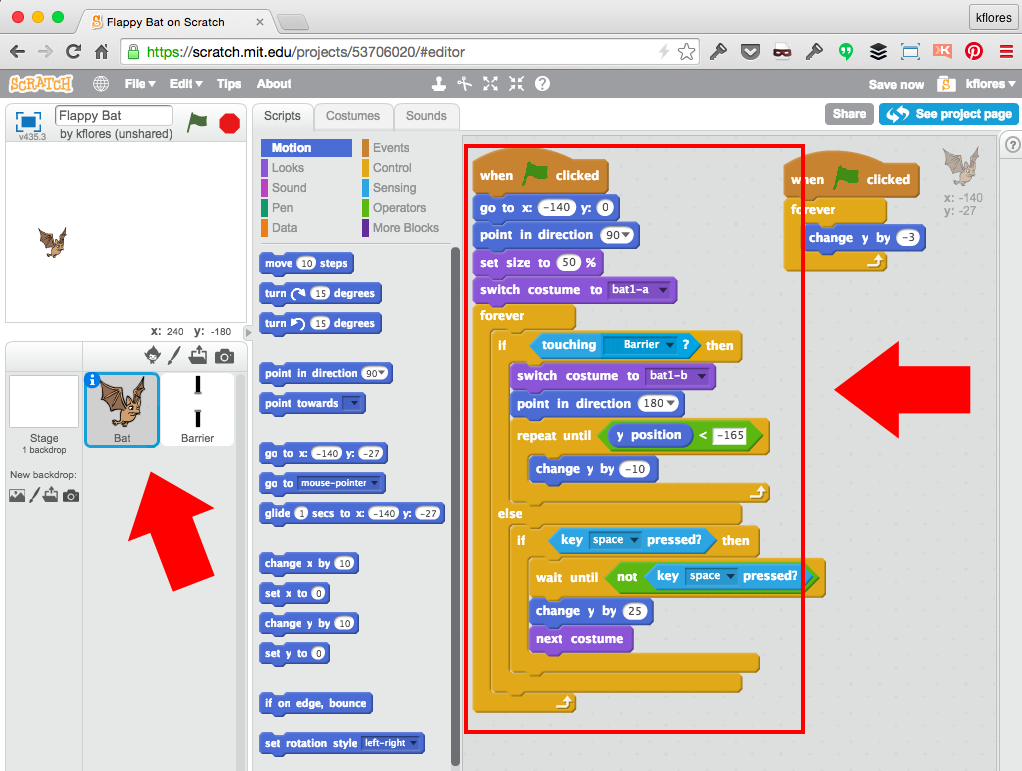 Flappy Bat on Scratch
kflores
https://scratch.mit.edu/projects/53706020/#editor
SCRATCH
File
Edit
Tips
About
Save now
kflores
Flappy Bat
by kflores (unshared)
v435.3
Scripts
Costumes
Sounds
Share
See project page
Motion
Looks
Sound
Pen
Data
Events
Control
Sensing
Operators
More Blocks
x: 240 y: -180
Stage
1 backdrop
New backdrop:
Bat
Barrier
move 10 steps
turn 15 degrees
turn 15 degrees
point in direction 90
point towards
go to x: -140 y: -27
go to mouse-pointer
glide 1 secs to x: -140 y: -27
change x by 10
set x to 0
change y by 10
set y to 0
if on edge, bounce
set rotation style left-right
when clicked
go to x: -140 y: 0
point in direction 90
set size to 50 %
switch costume to bat1-a
forever
if touching Barrier ? then
switch costume to bat1-b
point in direction 180
repeat until y position < -165
change y by -10
else
if key space pressed? then
wait until not key space pressed?
change y by 25
next costume
when clicked
forever
change y by -3
x: -140
y: -27